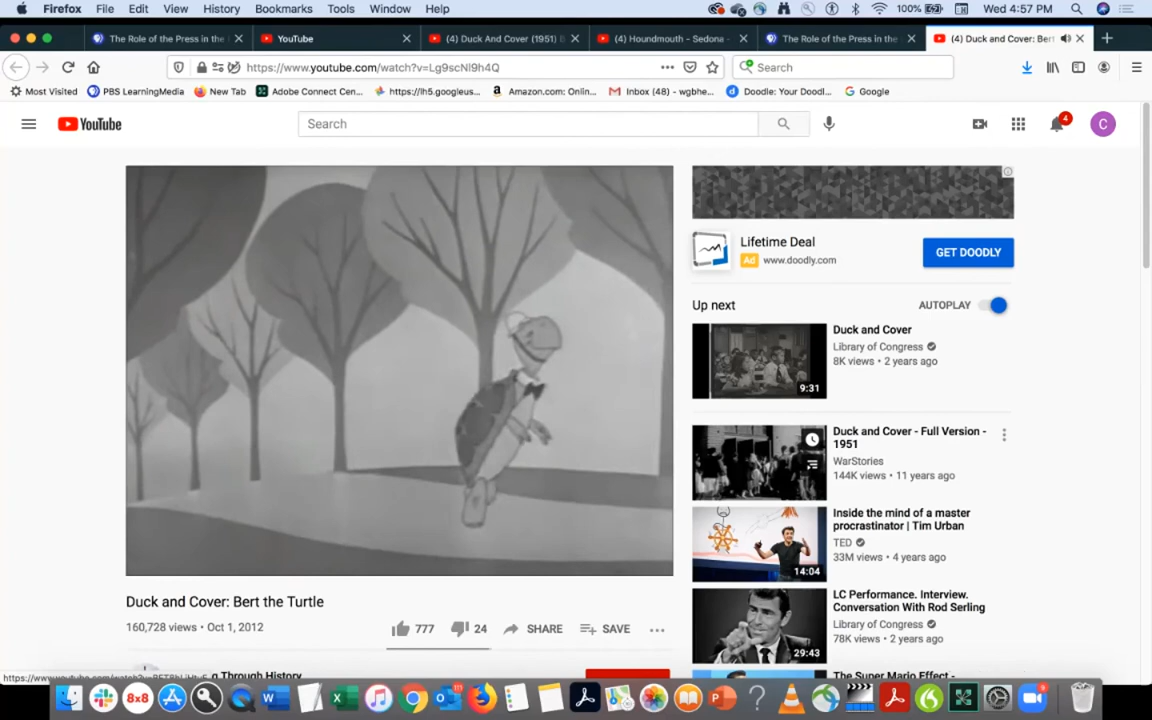 Firefox File Edit View History Bookmarks Tools Window Help 100% Wed 4:57 PM
The Role of the Press in the
YouTube
(4) Duck And Cover (1951)
(4) Houndmouth - Sedona -
The Role of the Press in the
(4) Duck and Cover: Bert
https://www.youtube.com/watch?v=Lg9scNl9h4Q
Search
Most Visited PBS LearningMedia New Tab Adobe Connect Cen... https://lh5.googleus... Amazon.com: Onlin... Inbox (48) - wgbhe... Doodle: Your Doodl... Google
YouTube
Search
4
C
Lifetime Deal
Ad www.doodly.com
GET DOODLY
Up next
AUTOPLAY
Duck and Cover
Library of Congress
8K views • 2 years ago
9:31
Duck and Cover - Full Version -
1951
WarStories
144K views • 11 years ago
Inside the mind of a master
procrastinator | Tim Urban
TED
33M views • 4 years ago
14:04
LC Performance. Interview.
Conversation With Rod Serling
Library of Congress
78K views • 2 years ago
29:43
The Super Mario Effect -
Duck and Cover: Bert the Turtle
160,728 views • Oct 1, 2012
777
24
SHARE
SAVE
g Through History
8x8